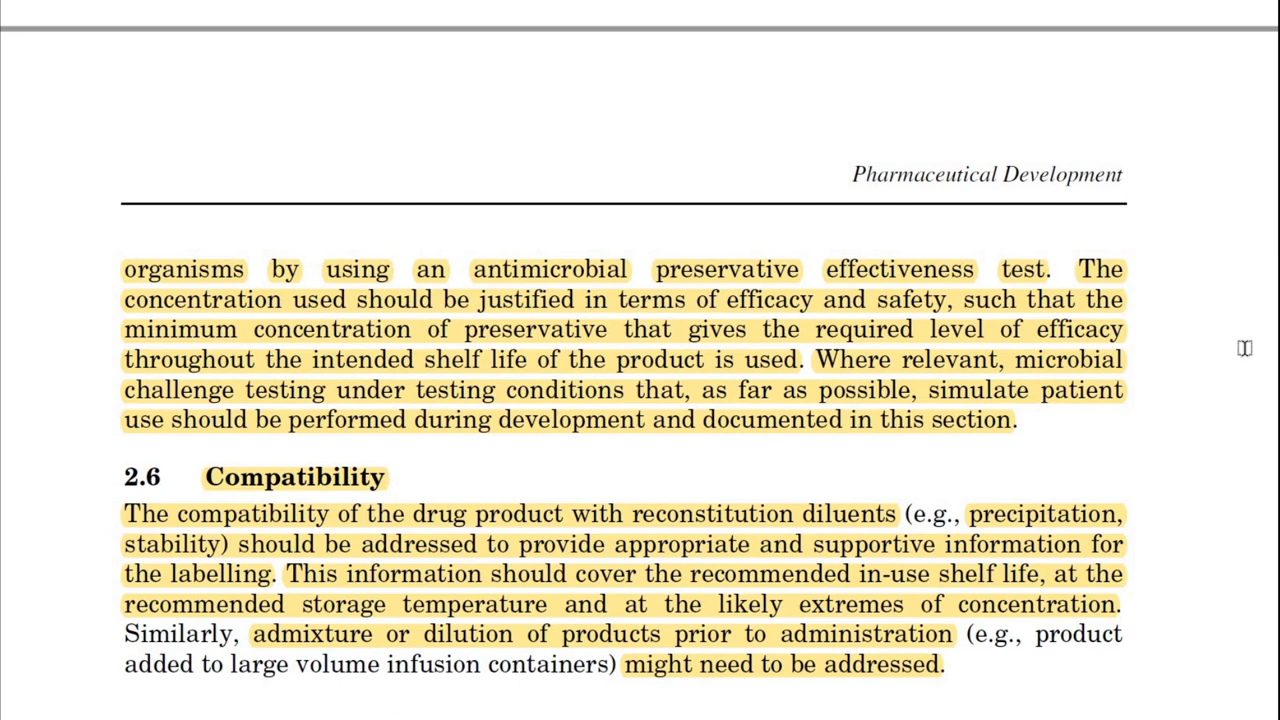 Pharmaceutical Development
organisms by using an antimicrobial preservative effectiveness test. The
concentration used should be justified in terms of efficacy and safety, such that the
minimum concentration of preservative that gives the required level of efficacy
throughout the intended shelf life of the product is used. Where relevant, microbial
challenge testing under testing conditions that, as far as possible, simulate patient
use should be performed during development and documented in this section.
2.6 Compatibility
The compatibility of the drug product with reconstitution diluents (e.g., precipitation,
stability) should be addressed to provide appropriate and supportive information for
the labelling. This information should cover the recommended in-use shelf life, at the
recommended storage temperature and at the likely extremes of concentration.
Similarly, admixture or dilution of products prior to administration (e.g., product
added to large volume infusion containers) might need to be addressed.